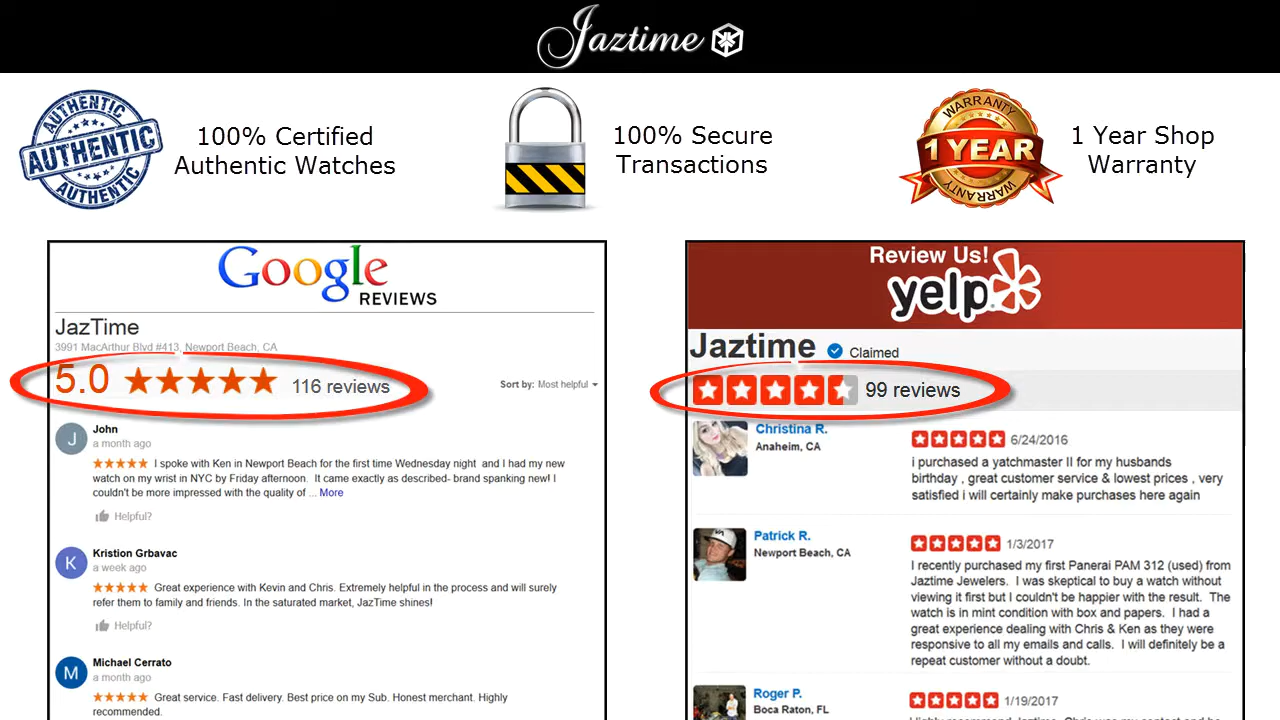 Jaztime
AUTHENTIC
AUTHENTIC
AUTHENTIC
100% Certified
Authentic Watches
100% Secure
Transactions
WARRANTY
1 YEAR
WARRANTY
1 Year Shop
Warranty
Google
REVIEWS
JazTime
3991 MacArthur Blvd #413, Newport Beach, CA
5.0 116 reviews
Sort by: Most helpful
J
John
a month ago
I spoke with Ken in Newport Beach for the first time Wednesday night and I had my new
watch on my wrist in NYC by Friday afternoon. It came exactly as described- brand spanking new! I
couldn't be more impressed with the quality of ... More
Helpful?
K
Kristion Grbavac
a week ago
Great experience with Kevin and Chris. Extremely helpful in the process and will surely
refer them to family and friends. In the saturated market, JazTime shines!
Helpful?
M
Michael Cerrato
a month ago
Great service. Fast delivery. Best price on my Sub. Honest merchant. Highly
recommended.
Review Us!
yelp
Jaztime Claimed
99 reviews
Christina R.
Anaheim, CA
6/24/2016
i purchased a yatchmaster II for my husbands
birthday , great customer service & lowest prices , very
satisfied i will certainly make purchases here again
Patrick R.
Newport Beach, CA
1/3/2017
I recently purchased my first Panerai PAM 312 (used) from
Jaztime Jewelers. I was skeptical to buy a watch without
viewing it first but I couldn't be happier with the result. The
watch is in mint condition with box and papers. I had a
great experience dealing with Chris & Ken as they were
responsive to all my emails and calls. I will definitely be a
repeat customer without a doubt.
Roger P.
Boca Raton, FL
1/19/2017